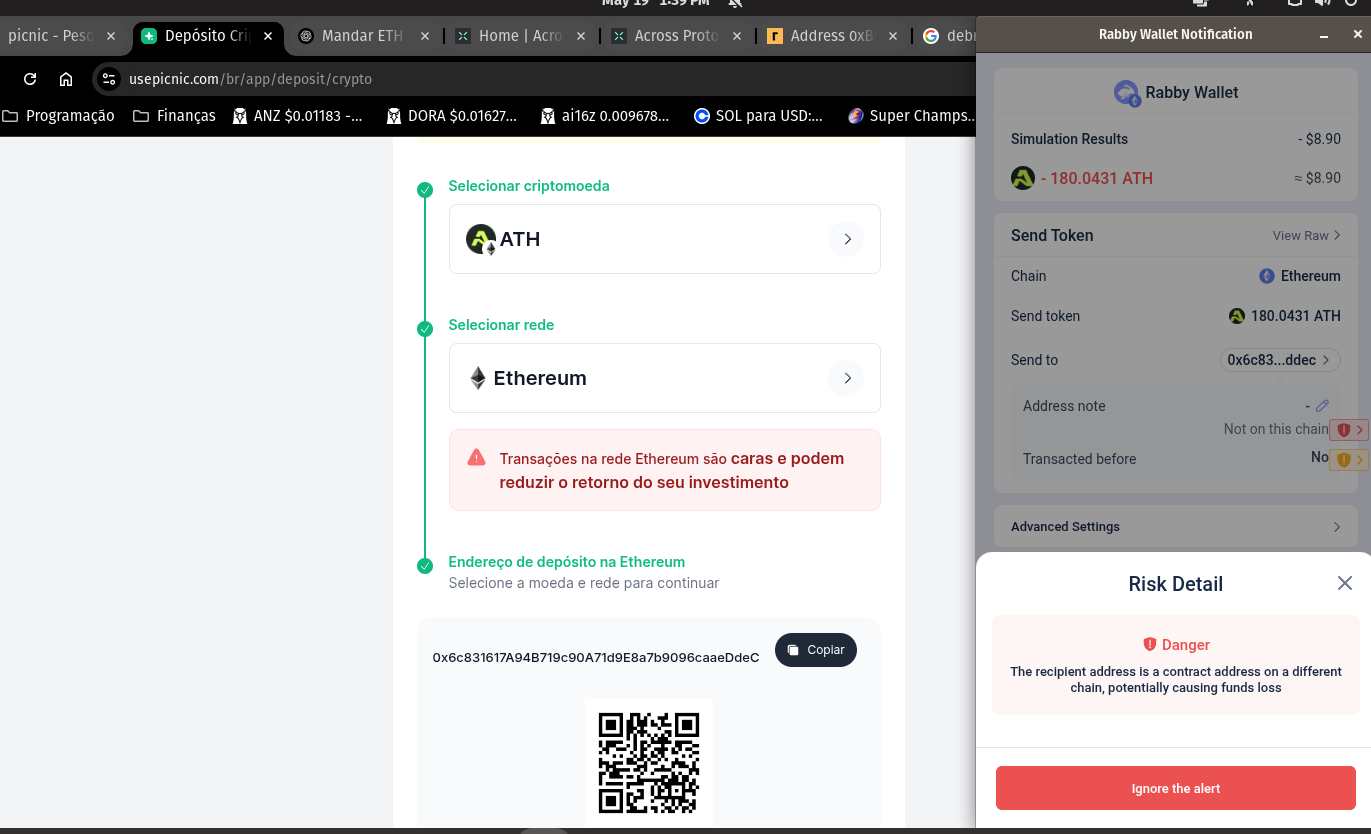 May 19 1:39 PM
picnic - Pesq
Depósito Crip
Mandar ETH
Home | Acro
Across Proto
Address 0xB
debr
Rabby Wallet Notification
usepicnic.com/br/app/deposit/crypto
Programação
Finanças
ANZ $0.01183 -...
DORA $0.01627...
ai16z 0.009678...
SOL para USD:...
Super Champs...
Selecionar criptomoeda
ATH
Selecionar rede
Ethereum
Transações na rede Ethereum são caras e podem
reduzir o retorno do seu investimento
Endereço de depósito na Ethereum
Selecione a moeda e rede para continuar
0x6c831617A94B719c90A71d9E8a7b9096caaeDdeC
Copiar
Rabby Wallet
Simulation Results
- $8.90
- 180.0431 ATH
≈ $8.90
Send Token
View Raw
Chain
Ethereum
Send token
180.0431 ATH
Send to
0x6c83...ddec
Address note
-
Not on this chain
Transacted before
No
Advanced Settings
Risk Detail
Danger
The recipient address is a contract address on a different
chain, potentially causing funds loss
Ignore the alert